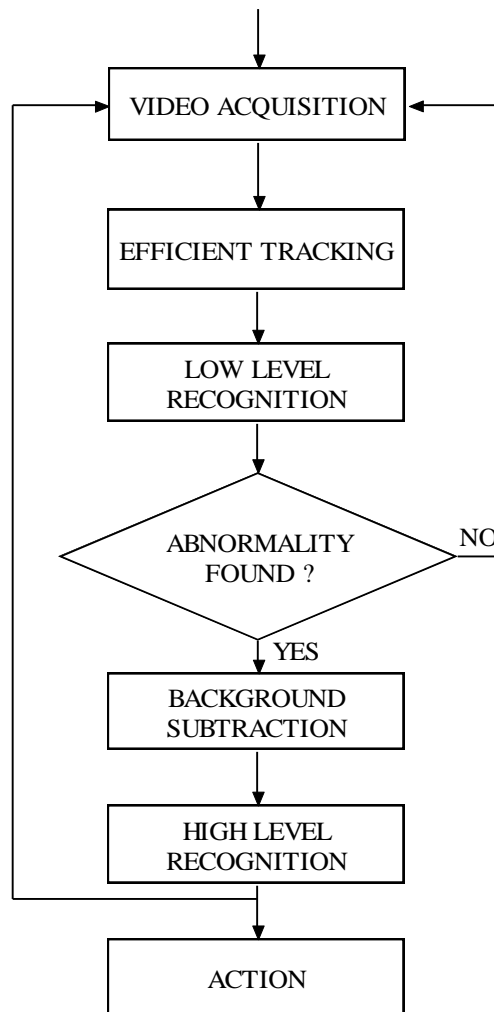 VIDEO ACQUISITION
EFFICIENT TRACKING
LOW LEVEL
RECOGNITION
ABNORMALITY
FOUND ?
NO
YES
BACKGROUND
SUBTRACTION
HIGH LEVEL
RECOGNITION
ACTION